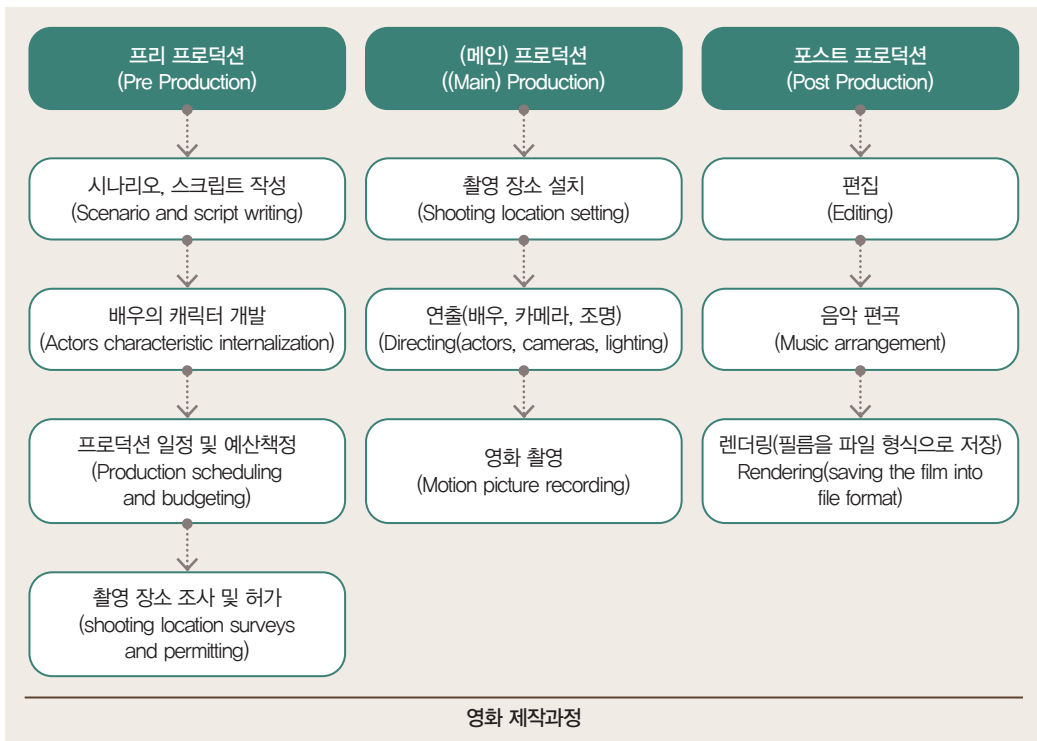 프리 프로덕션
(Pre Production)
시나리오, 스크립트 작성
(Scenario and script writing)
배우의 캐릭터 개발
(Actors characteristic internalization)
프로덕션 일정 및 예산책정
(Production scheduling
and budgeting)
촬영 장소 조사 및 허가
(shooting location surveys
and permitting)
(메인) 프로덕션
((Main) Production)
촬영 장소 설치
(Shooting location setting)
연출(배우, 카메라, 조명)
(Directing(actors, cameras, lighting)
영화 촬영
(Motion picture recording)
포스트 프로덕션
(Post Production)
편집
(Editing)
음악 편곡
(Music arrangement)
렌더링(필름을 파일 형식으로 저장)
Rendering(saving the film into
file format)
영화 제작과정